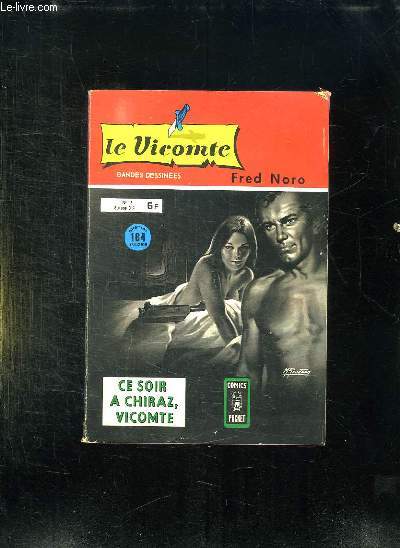 le-livre.com
le Vicomte
BANDES DESSINÉES
Fred Noro
6F
164
CE SOIR
A CHIRAZ,
VICOMTE
COMICS
POCKET